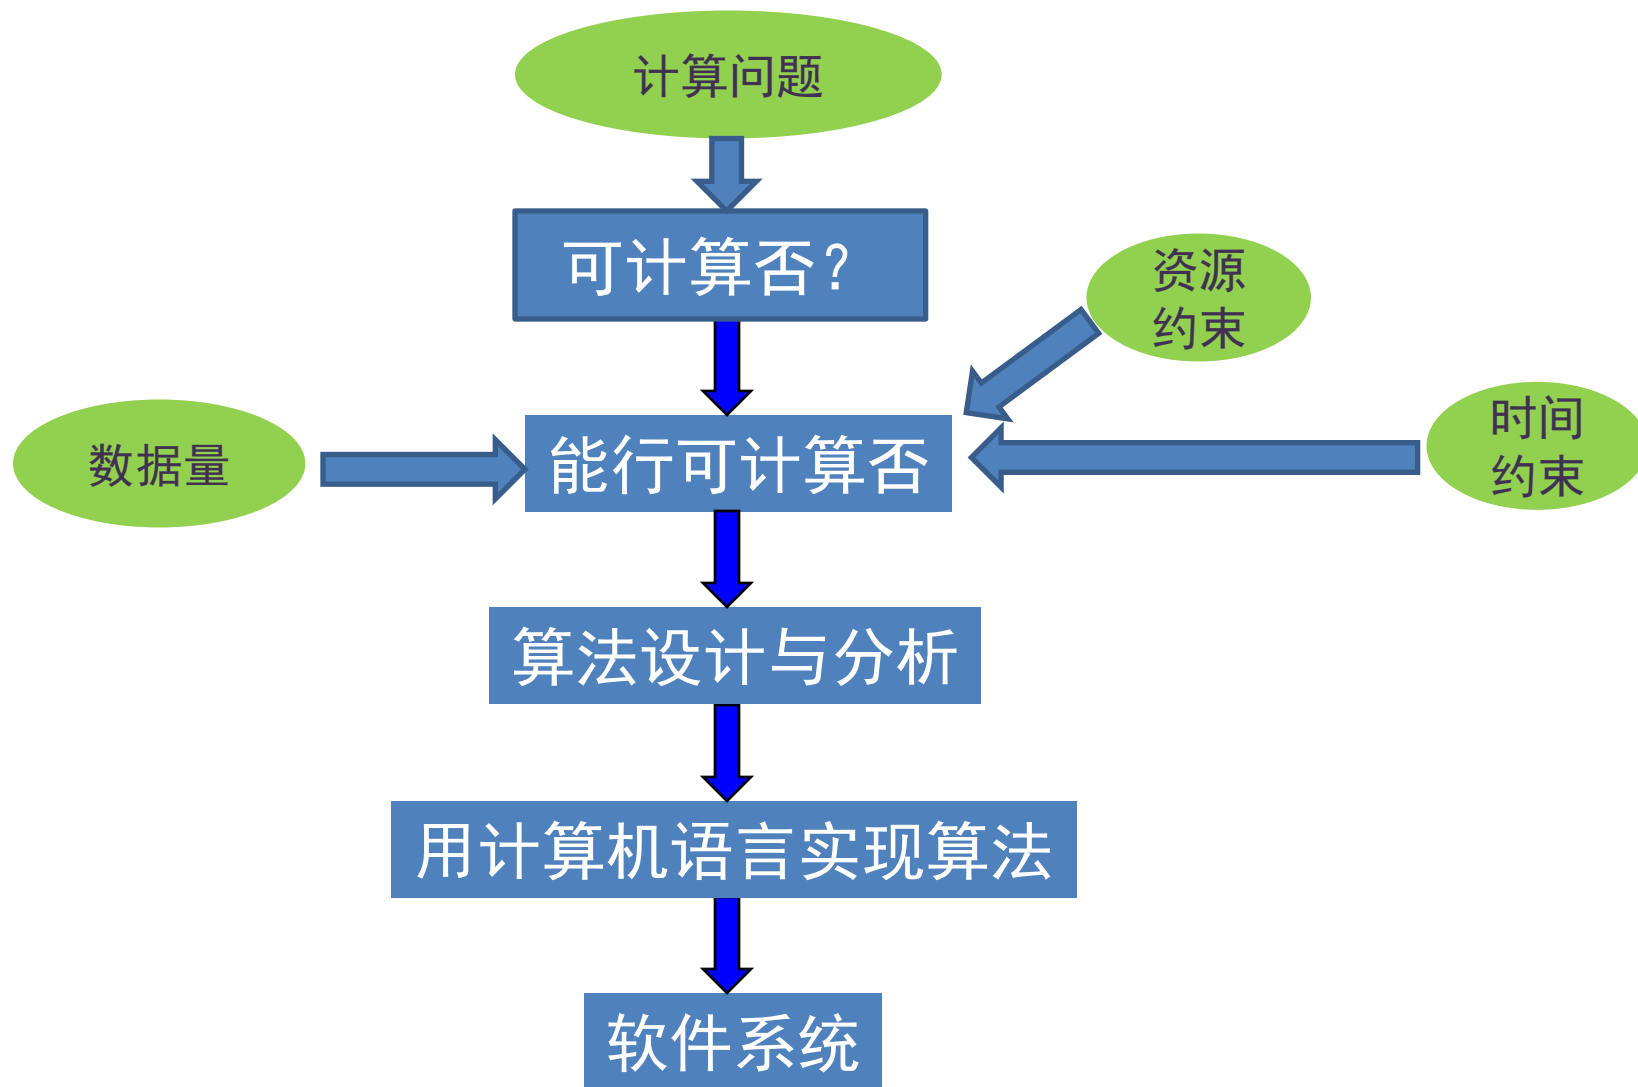 计算问题
可计算否？
资源
约束
数据量
能行可计算否
时间
约束
算法设计与分析
用计算机语言实现算法
软件系统